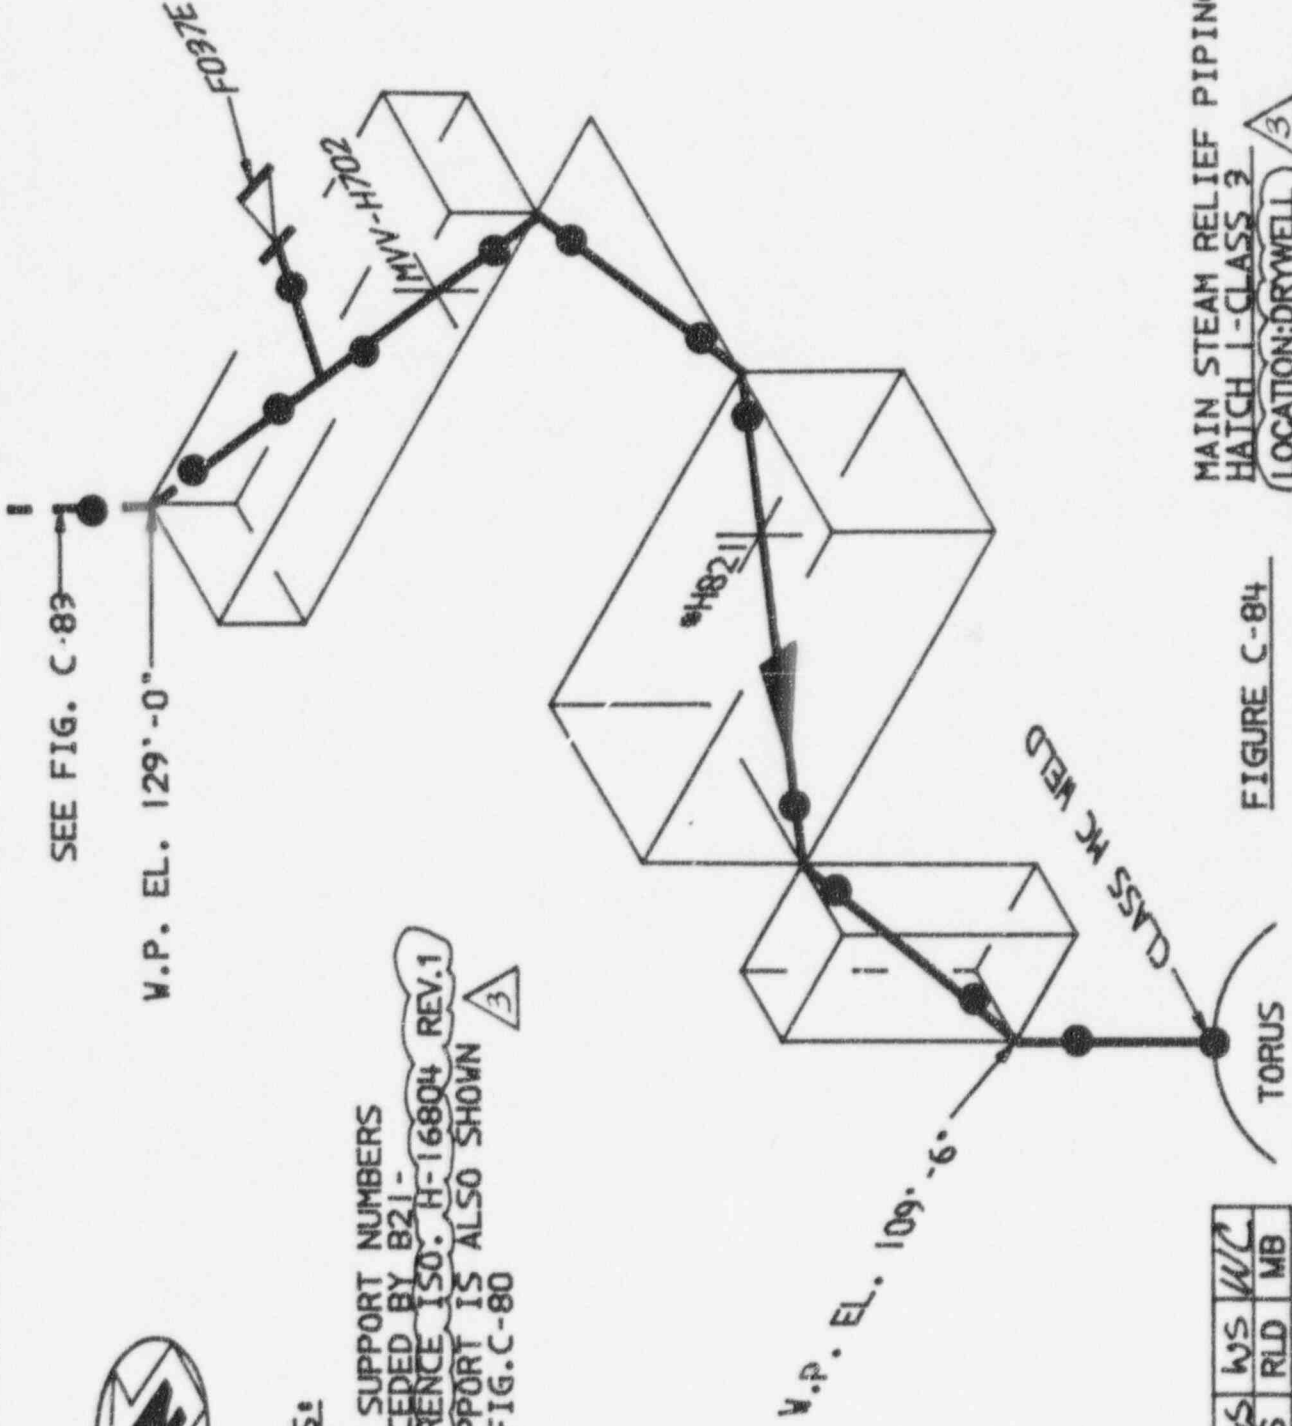 SEE FIG. C-83
W.P. EL. 129'-0"
F037E
MVV-H702
SUPPORT NUMBERS
EDED BY B21-
RENCE ISO. H-16804 REV.1
PPORT IS ALSO SHOWN
FIG.C-80
3
S:
*H821
W.P. EL. 109'-6"
CLASS MC WELD
TORUS
MAIN STEAM RELIEF PIPING
HATCH 1-CLASS 3
LOCATION:DRYWELL
3
FIGURE C-84
S WS WC
S RLD MB